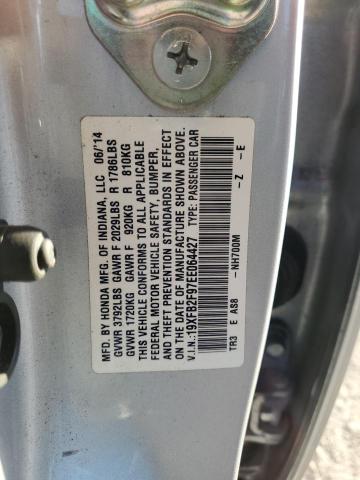 MFD. BY HONDA MFG. OF INDIANA, LLC 06/'14
GVWR 3792LBS GAWR F 2029LBS R 1786LBS
GVWR 1720KG GAWR F 920KG R 810KG
THIS VEHICLE CONFORMS TO ALL APPLICABLE
FEDERAL MOTOR VEHICLE SAFETY, BUMPER,
AND THEFT PREVENTION STANDARDS IN EFFECT
ON THE DATE OF MANUFACTURE SHOWN ABOVE.
V.I.N.:19XFB2F97EE064427 TYPE: PASSENGER CAR
TR3 E AS8 -NH700M -Z -E